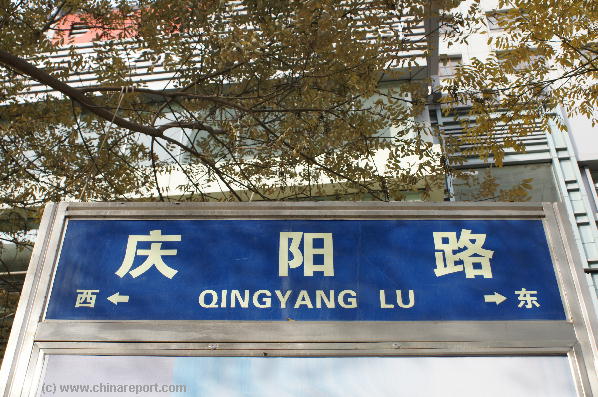 庆阳路
西 ← QINGYANG LU → 东
(c) www.chinareport.com